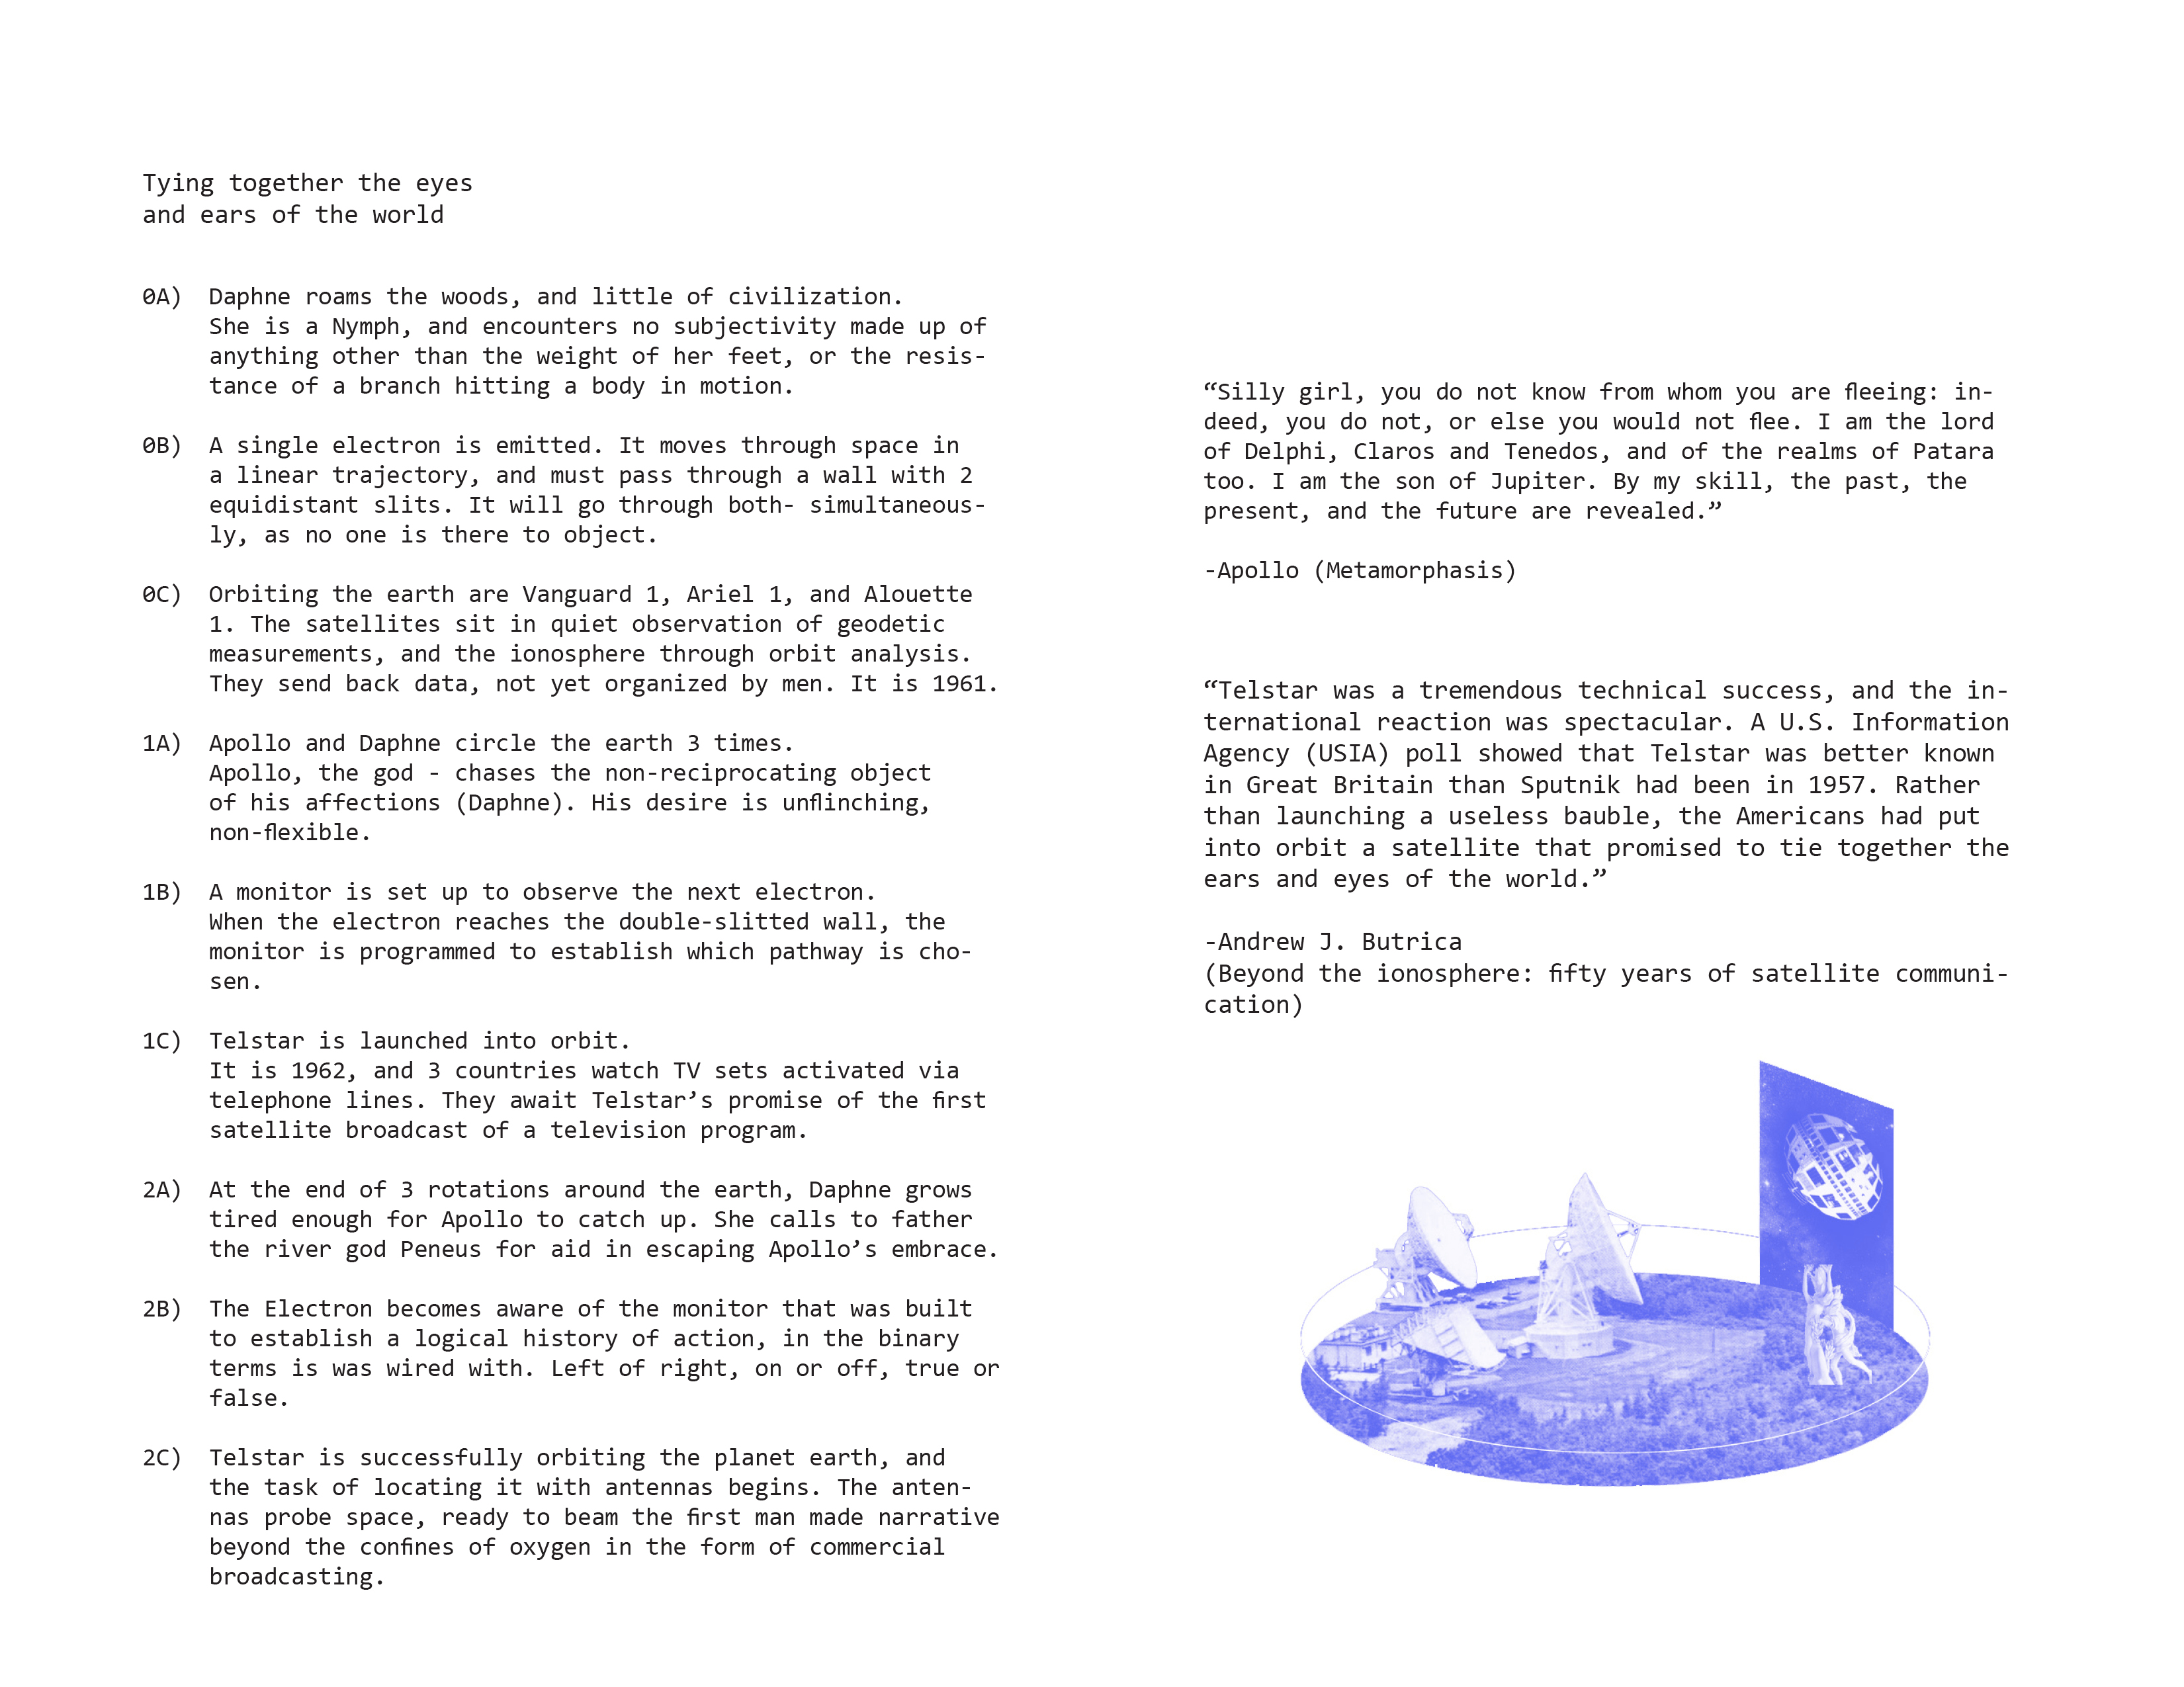 Tying together the eyes
and ears of the world
0A) Daphne roams the woods, and little of civilization.
She is a Nymph, and encounters no subjectivity made up of
anything other than the weight of her feet, or the resis-
tance of a branch hitting a body in motion.
0B) A single electron is emitted. It moves through space in
a linear trajectory, and must pass through a wall with 2
equidistant slits. It will go through both- simultaneous-
ly, as no one is there to object.
0C) Orbiting the earth are Vanguard 1, Ariel 1, and Alouette
1. The satellites sit in quiet observation of geodetic
measurements, and the ionosphere through orbit analysis.
They send back data, not yet organized by men. It is 1961.
1A) Apollo and Daphne circle the earth 3 times.
Apollo, the god - chases the non-reciprocating object
of his affections (Daphne). His desire is unflinching,
non-flexible.
1B) A monitor is set up to observe the next electron.
When the electron reaches the double-slitted wall, the
monitor is programmed to establish which pathway is cho-
sen.
1C) Telstar is launched into orbit.
It is 1962, and 3 countries watch TV sets activated via
telephone lines. They await Telstar’s promise of the first
satellite broadcast of a television program.
2A) At the end of 3 rotations around the earth, Daphne grows
tired enough for Apollo to catch up. She calls to father
the river god Peneus for aid in escaping Apollo’s embrace.
2B) The Electron becomes aware of the monitor that was built
to establish a logical history of action, in the binary
terms is was wired with. Left of right, on or off, true or
false.
2C) Telstar is successfully orbiting the planet earth, and
the task of locating it with antennas begins. The anten-
nas probe space, ready to beam the first man made narrative
beyond the confines of oxygen in the form of commercial
broadcasting.
“Silly girl, you do not know from whom you are fleeing: in-
deed, you do not, or else you would not flee. I am the lord
of Delphi, Claros and Tenedos, and of the realms of Patara
too. I am the son of Jupiter. By my skill, the past, the
present, and the future are revealed.”
-Apollo (Metamorphasis)
“Telstar was a tremendous technical success, and the in-
ternational reaction was spectacular. A U.S. Information
Agency (USIA) poll showed that Telstar was better known
in Great Britain than Sputnik had been in 1957. Rather
than launching a useless bauble, the Americans had put
into orbit a satellite that promised to tie together the
ears and eyes of the world.”
-Andrew J. Butrica
(Beyond the ionosphere: fifty years of satellite communi-
cation)